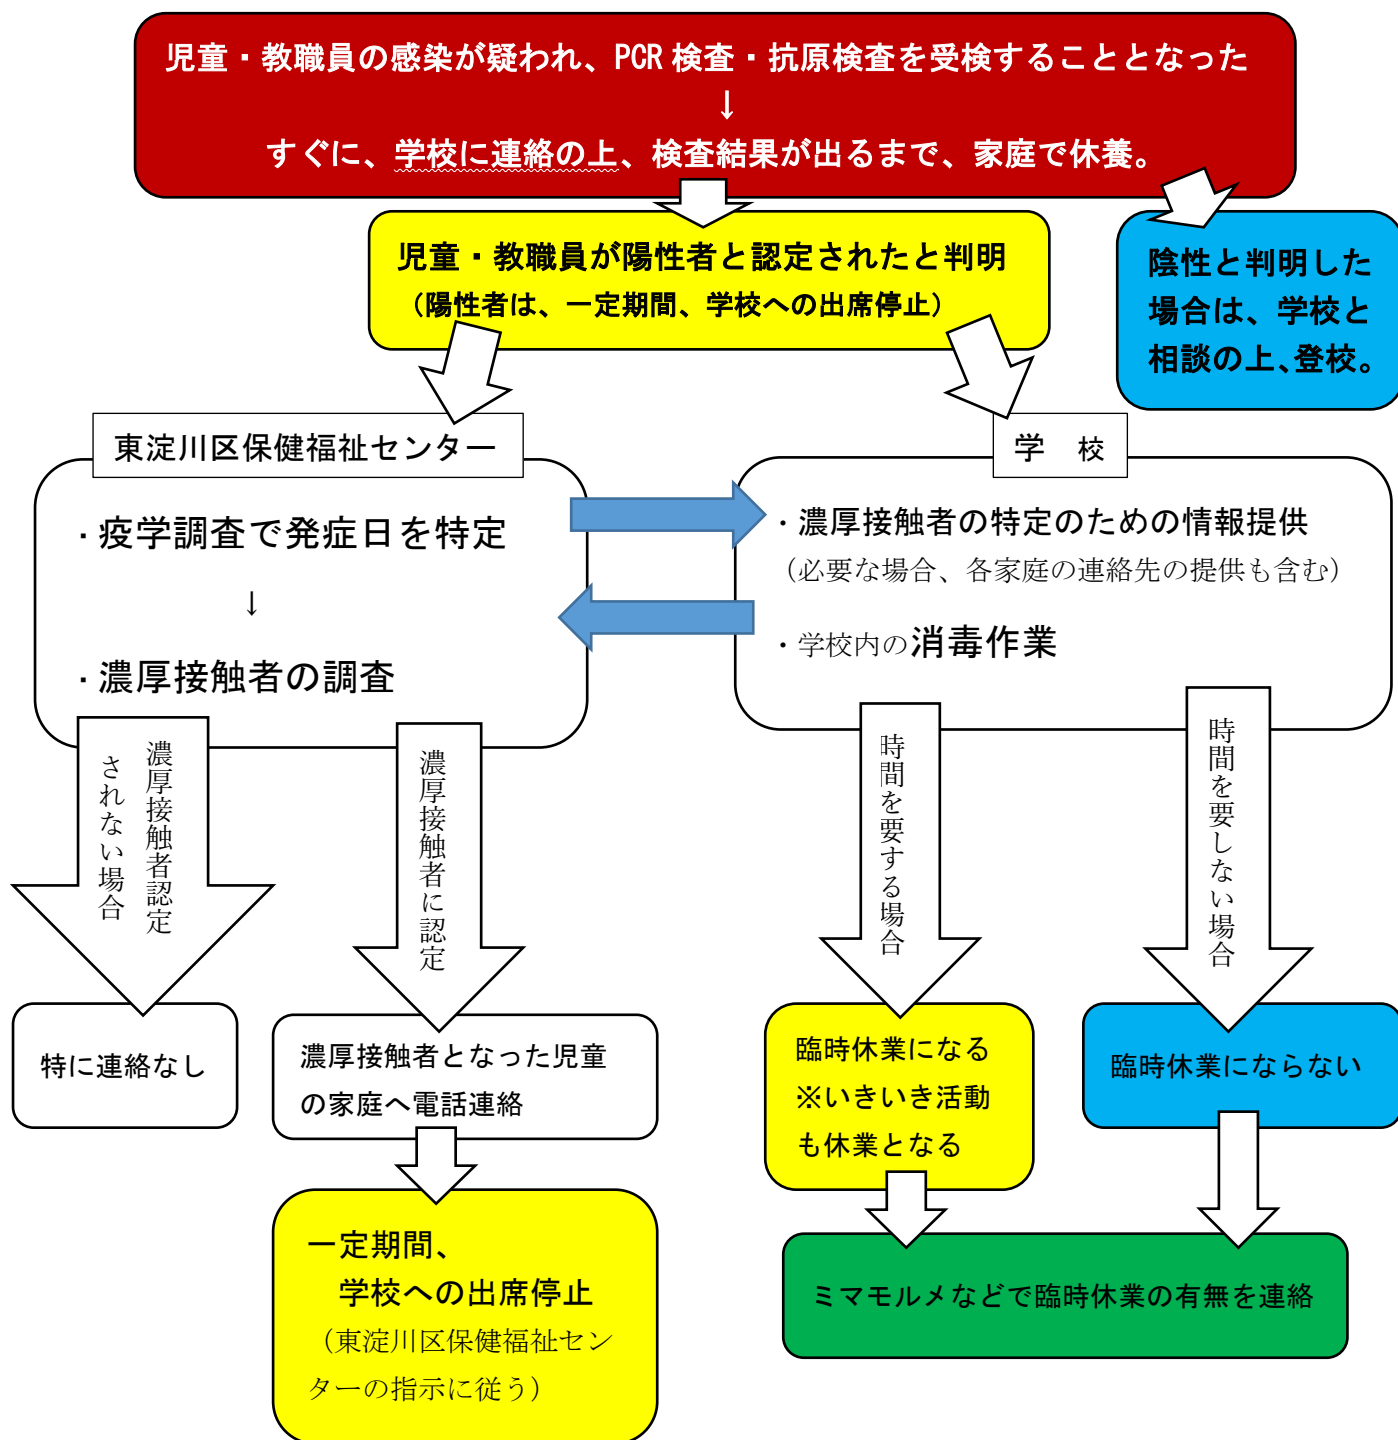 児童・教職員の感染が疑われ、PCR検査・抗原検査を受検することとなった
↓
すぐに、学校に連絡の上、検査結果が出るまで、家庭で休養。
児童・教職員が陽性者と認定されたと判明
（陽性者は、一定期間、学校への出席停止）
陰性と判明した
場合は、学校と
相談の上、登校。
東淀川区保健福祉センター
・疫学調査で発症日を特定
↓
・濃厚接触者の調査
学　校
・濃厚接触者の特定のための情報提供
（必要な場合、各家庭の連絡先の提供も含む）
・学校内の消毒作業
濃厚接触者認定
されない場合
濃厚接触者に認定
時間を要する場合
時間を要しない場合
特に連絡なし
濃厚接触者となった児童
の家庭へ電話連絡
臨時休業になる
※いきいき活動
も休業となる
臨時休業にならない
一定期間、
学校への出席停止
（東淀川区保健福祉セン
ターの指示に従う）
ミマモルメなどで臨時休業の有無を連絡